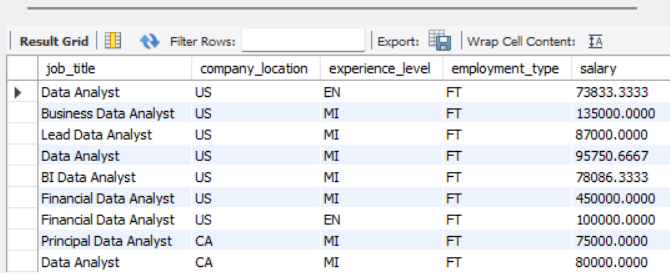 Result Grid Filter Rows: Export: Wrap Cell Content: IA
job_title company_location experience_level employment_type salary
Data Analyst US EN FT 73833.3333
Business Data Analyst US MI FT 135000.0000
Lead Data Analyst US MI FT 87000.0000
Data Analyst US MI FT 95750.6667
BI Data Analyst US MI FT 78086.3333
Financial Data Analyst US MI FT 450000.0000
Financial Data Analyst US EN FT 100000.0000
Principal Data Analyst CA MI FT 75000.0000
Data Analyst CA MI FT 80000.0000